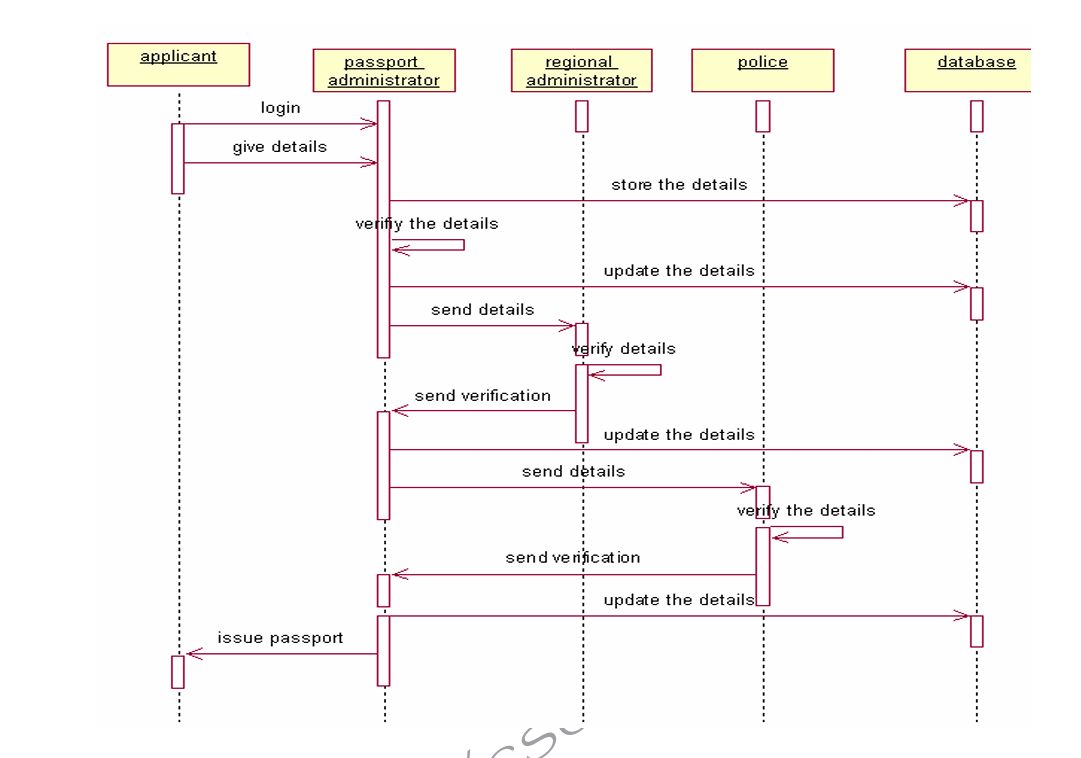 applicant
passport
administrator
regional
administrator
police
database
login
give details
store the details
verifiy the details
update the details
send details
verify details
send verification
update the details
send details
verify the details
send verification
update the details
issue passport